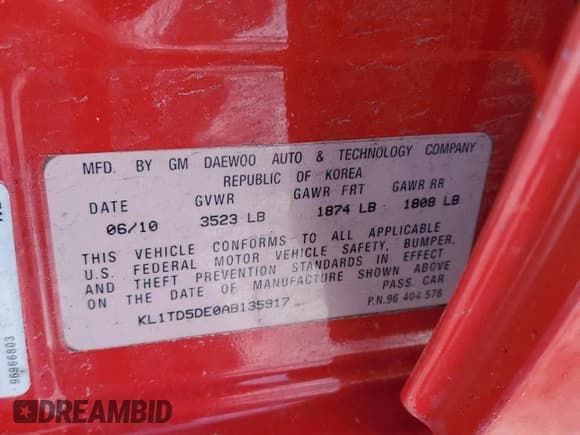 MFD. BY GM DAEWOO AUTO & TECHNOLOGY COMPANY
REPUBLIC OF KOREA
DATE GVWR GAWR FRT GAWR RR
06/10 3523 LB 1874 LB 1808 LB
THIS VEHICLE CONFORMS TO ALL APPLICABLE
U.S. FEDERAL MOTOR VEHICLE SAFETY, BUMPER,
AND THEFT PREVENTION STANDARDS IN EFFECT
ON THE DATE OF MANUFACTURE SHOWN ABOVE
PASS. CAR
KL1TD5DE0AB135917
P.N.96 404 578
96966803
DREAMBID